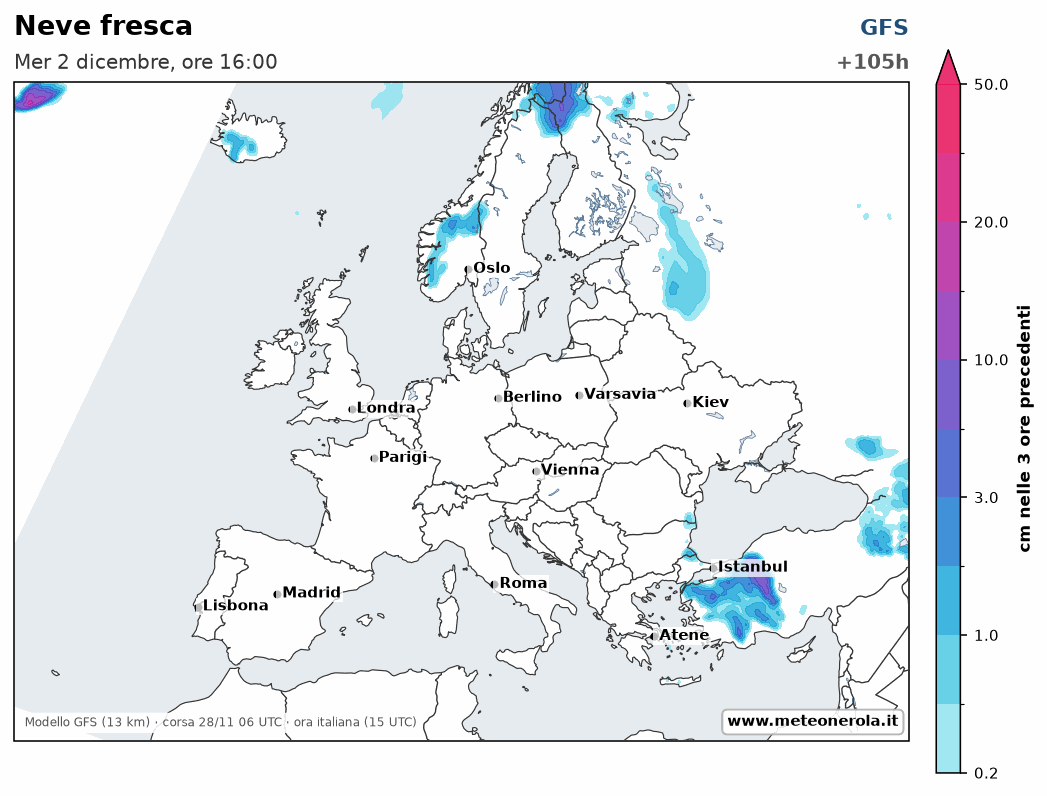 Neve fresca
GFS
Mer 2 dicembre, ore 16:00
+105h
50.0
20.0
10.0
3.0
1.0
0.2
cm nelle 3 ore precedenti
Oslo
Londra
Berlino
Varsavia
Kiev
Parigi
Vienna
Istanbul
Roma
Madrid
Lisbona
Atene
Modello GFS (13 km) · corsa 28/11 06 UTC · ora italiana (15 UTC)
www.meteonerola.it